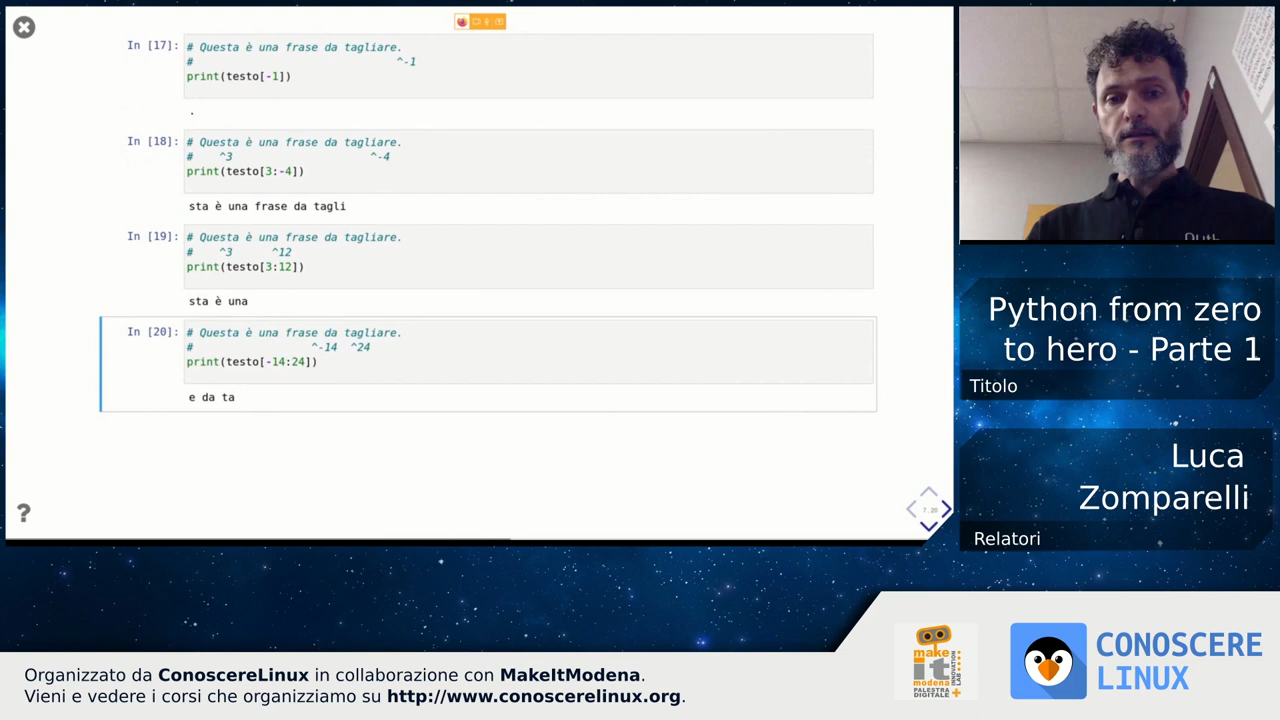 In [17]: # Questa è una frase da tagliare.
# ^-1
print(testo[-1])
.
In [18]: # Questa è una frase da tagliare.
# ^3 ^-4
print(testo[3:-4])
sta è una frase da tagli
In [19]: # Questa è una frase da tagliare.
# ^3 ^12
print(testo[3:12])
sta è una
In [20]: # Questa è una frase da tagliare.
# ^-14 ^24
print(testo[-14:24])
e da ta
?
7.20
Python from zero
to hero - Parte 1
Titolo
Luca
Zomparelli
Relatori
Organizzato da ConoscereLinux in collaborazione con MakeItModena.
Vieni e vedere i corsi che organizziamo su http://www.conoscerelinux.org.
make
it
modena
PALESTRA
DIGITALE
INNOVATION
LAB
CONOSCERE
LINUX